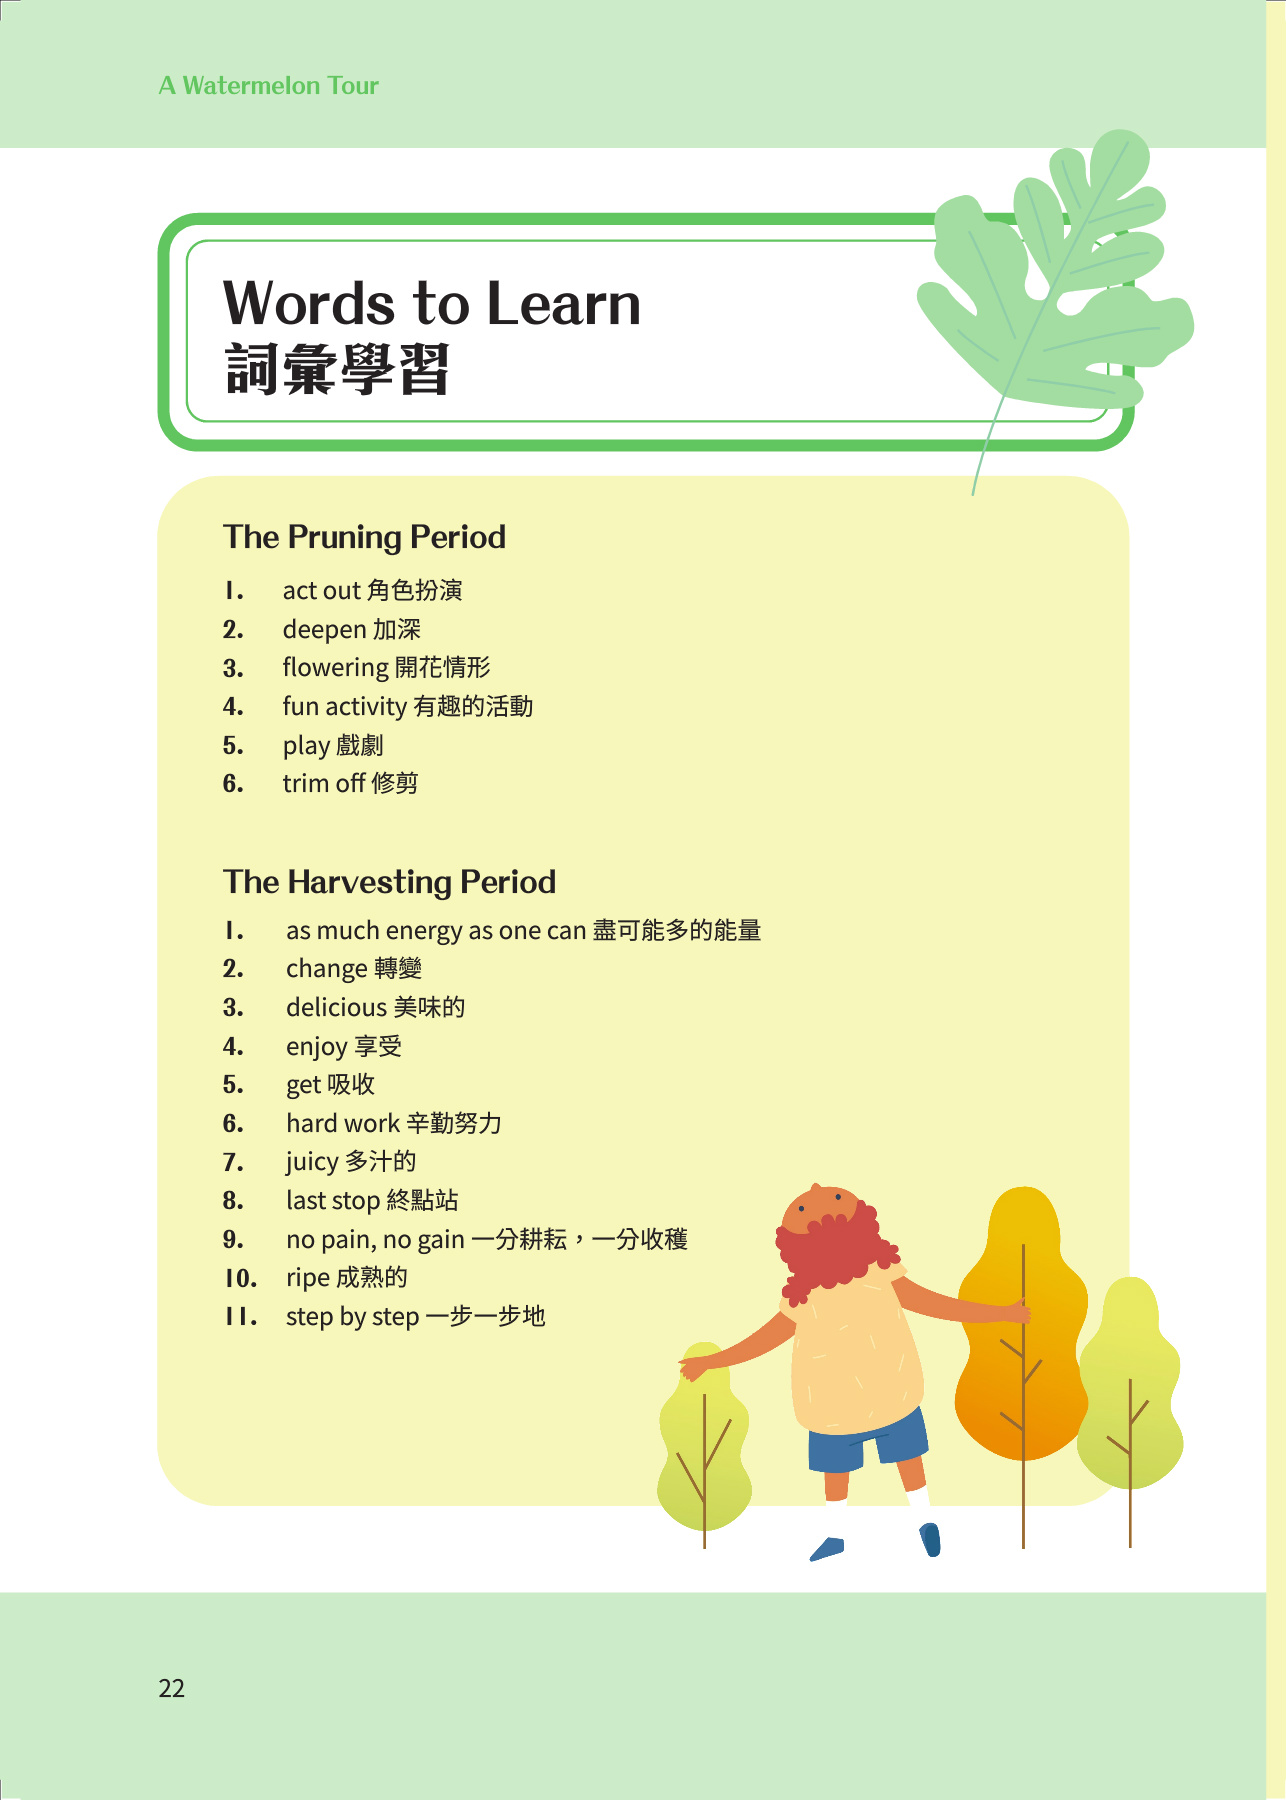 A Watermelon Tour
Words to Learn
詞彙學習
The Pruning Period
1. act out 角色扮演
2. deepen 加深
3. flowering 開花情形
4. fun activity 有趣的活動
5. play 戲劇
6. trim off 修剪
The Harvesting Period
1. as much energy as one can 盡可能多的能量
2. change 轉變
3. delicious 美味的
4. enjoy 享受
5. get 吸收
6. hard work 辛勤努力
7. juicy 多汁的
8. last stop 終點站
9. no pain, no gain 一分耕耘，一分收穫
10. ripe 成熟的
11. step by step 一步一步地
22